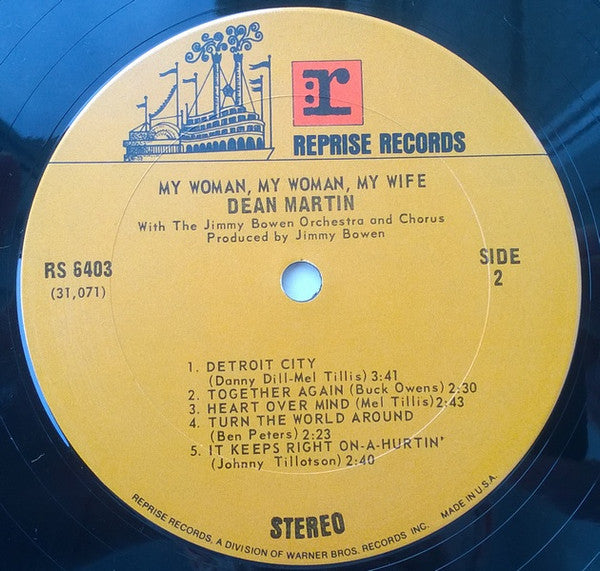 :r
REPRISE RECORDS
MY WOMAN, MY WOMAN, MY WIFE
DEAN MARTIN
With The Jimmy Bowen Orchestra and Chorus
Produced by Jimmy Bowen
RS 6403
(31,071)
SIDE
2
1. DETROIT CITY
(Danny Dill-Mel Tillis) 3:41
2. TOGETHER AGAIN (Buck Owens) 2:30
3. HEART OVER MIND (Mel Tillis) 2:43
4. TURN THE WORLD AROUND
(Ben Peters) 2:23
5. IT KEEPS RIGHT ON-A-HURTIN'
(Johnny Tillotson) 2:40
STEREO
REPRISE RECORDS, A DIVISION OF WARNER BROS. RECORDS INC. MADE IN U.S.A.